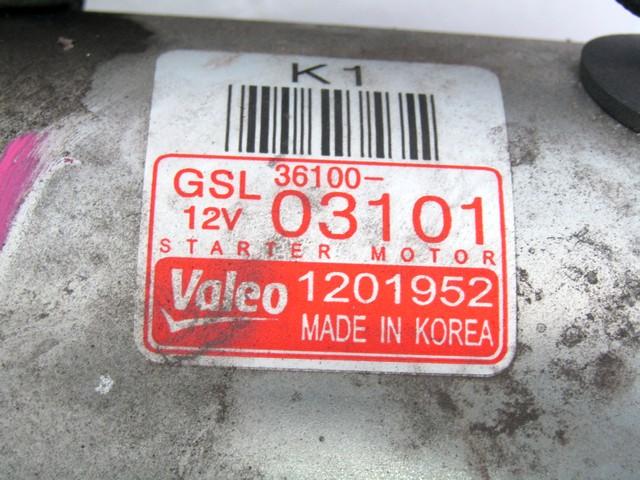 K1
GSL 36100-
12V 03101
STARTER MOTOR
Valeo 1201952
MADE IN KOREA